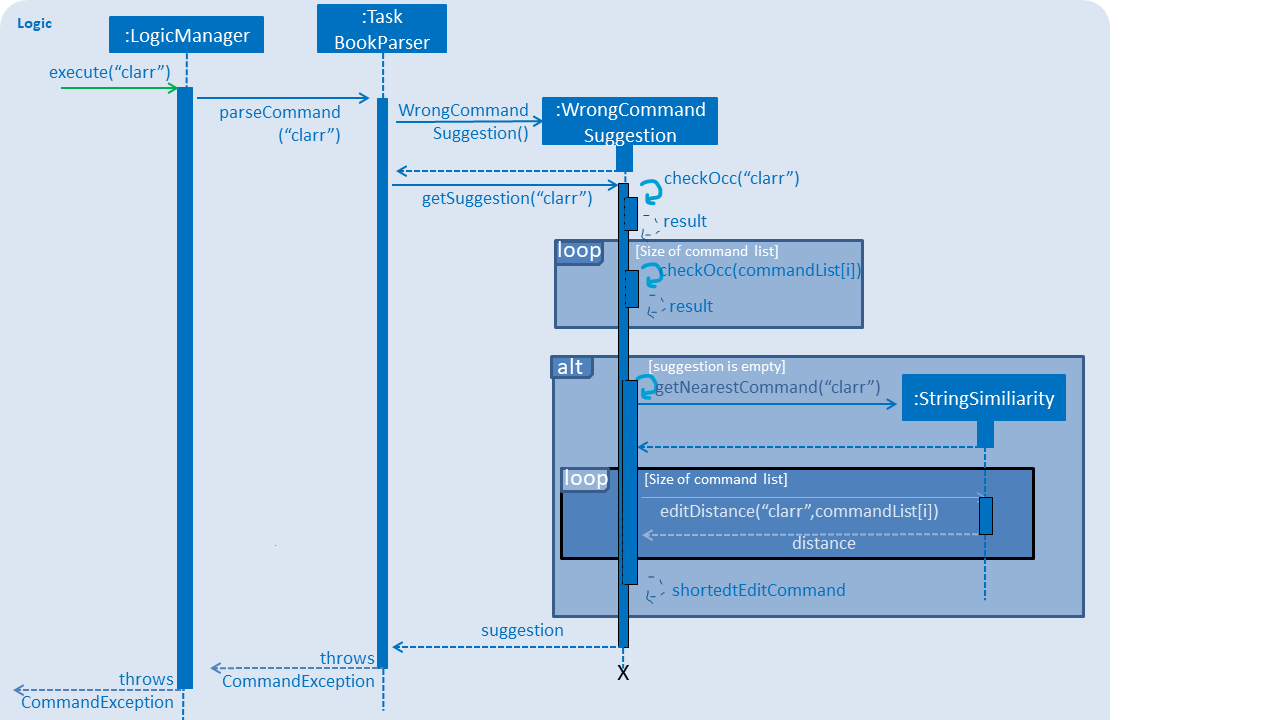 Logic
:LogicManager
:Task
BookParser
execute(“clarr”)
parseCommand
(“clarr”)
WrongCommand
Suggestion()
:WrongCommand
Suggestion
getSuggestion(“clarr”)
checkOcc(“clarr”)
result
loop
[Size of command list]
checkOcc(commandList[i])
result
alt
[suggestion is empty]
getNearestCommand(“clarr”)
:StringSimiliarity
loop
[Size of command list]
editDistance(“clarr”,commandList[i])
distance
shortedtEditCommand
suggestion
X
throws
CommandException
throws
CommandException